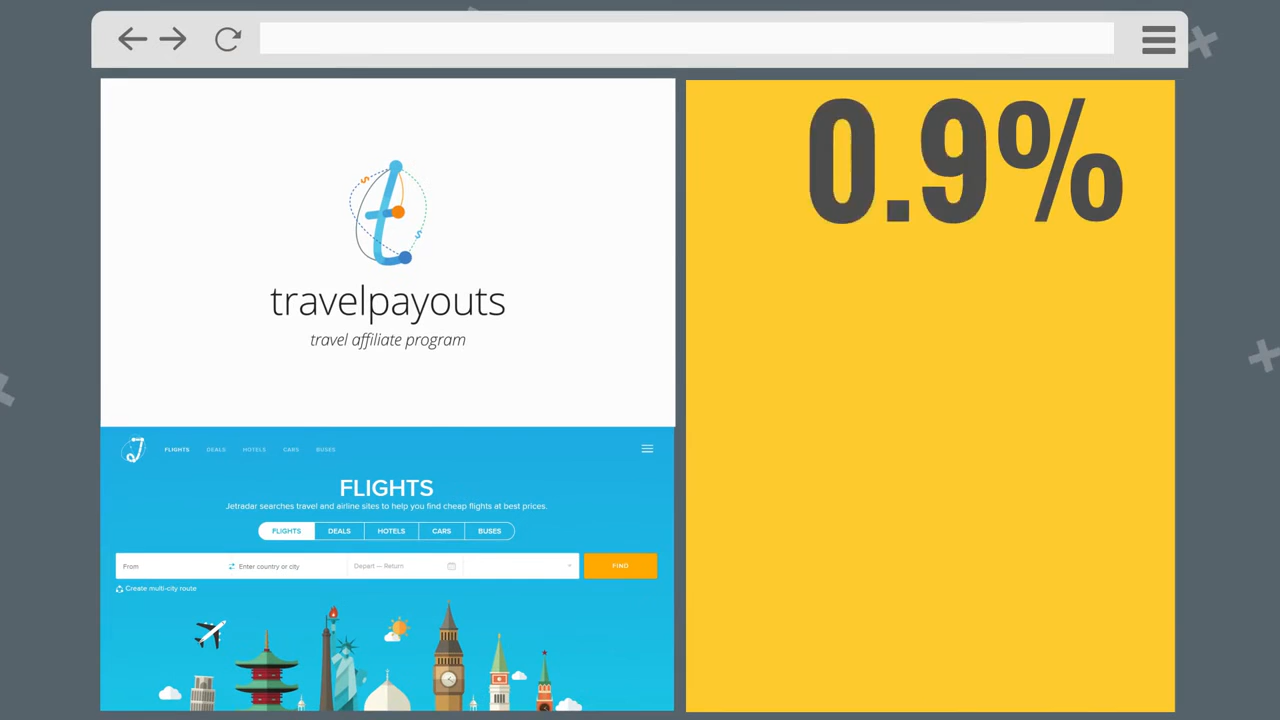 travelpayouts
travel affiliate program
0.9%
FLIGHTS DEALS HOTELS CARS BUSES
FLIGHTS
Jetradar searches travel and airline sites to help you find cheap flights at best prices.
FLIGHTS DEALS HOTELS CARS BUSES
From Enter country or city Depart — Return FIND
Create multi-city route